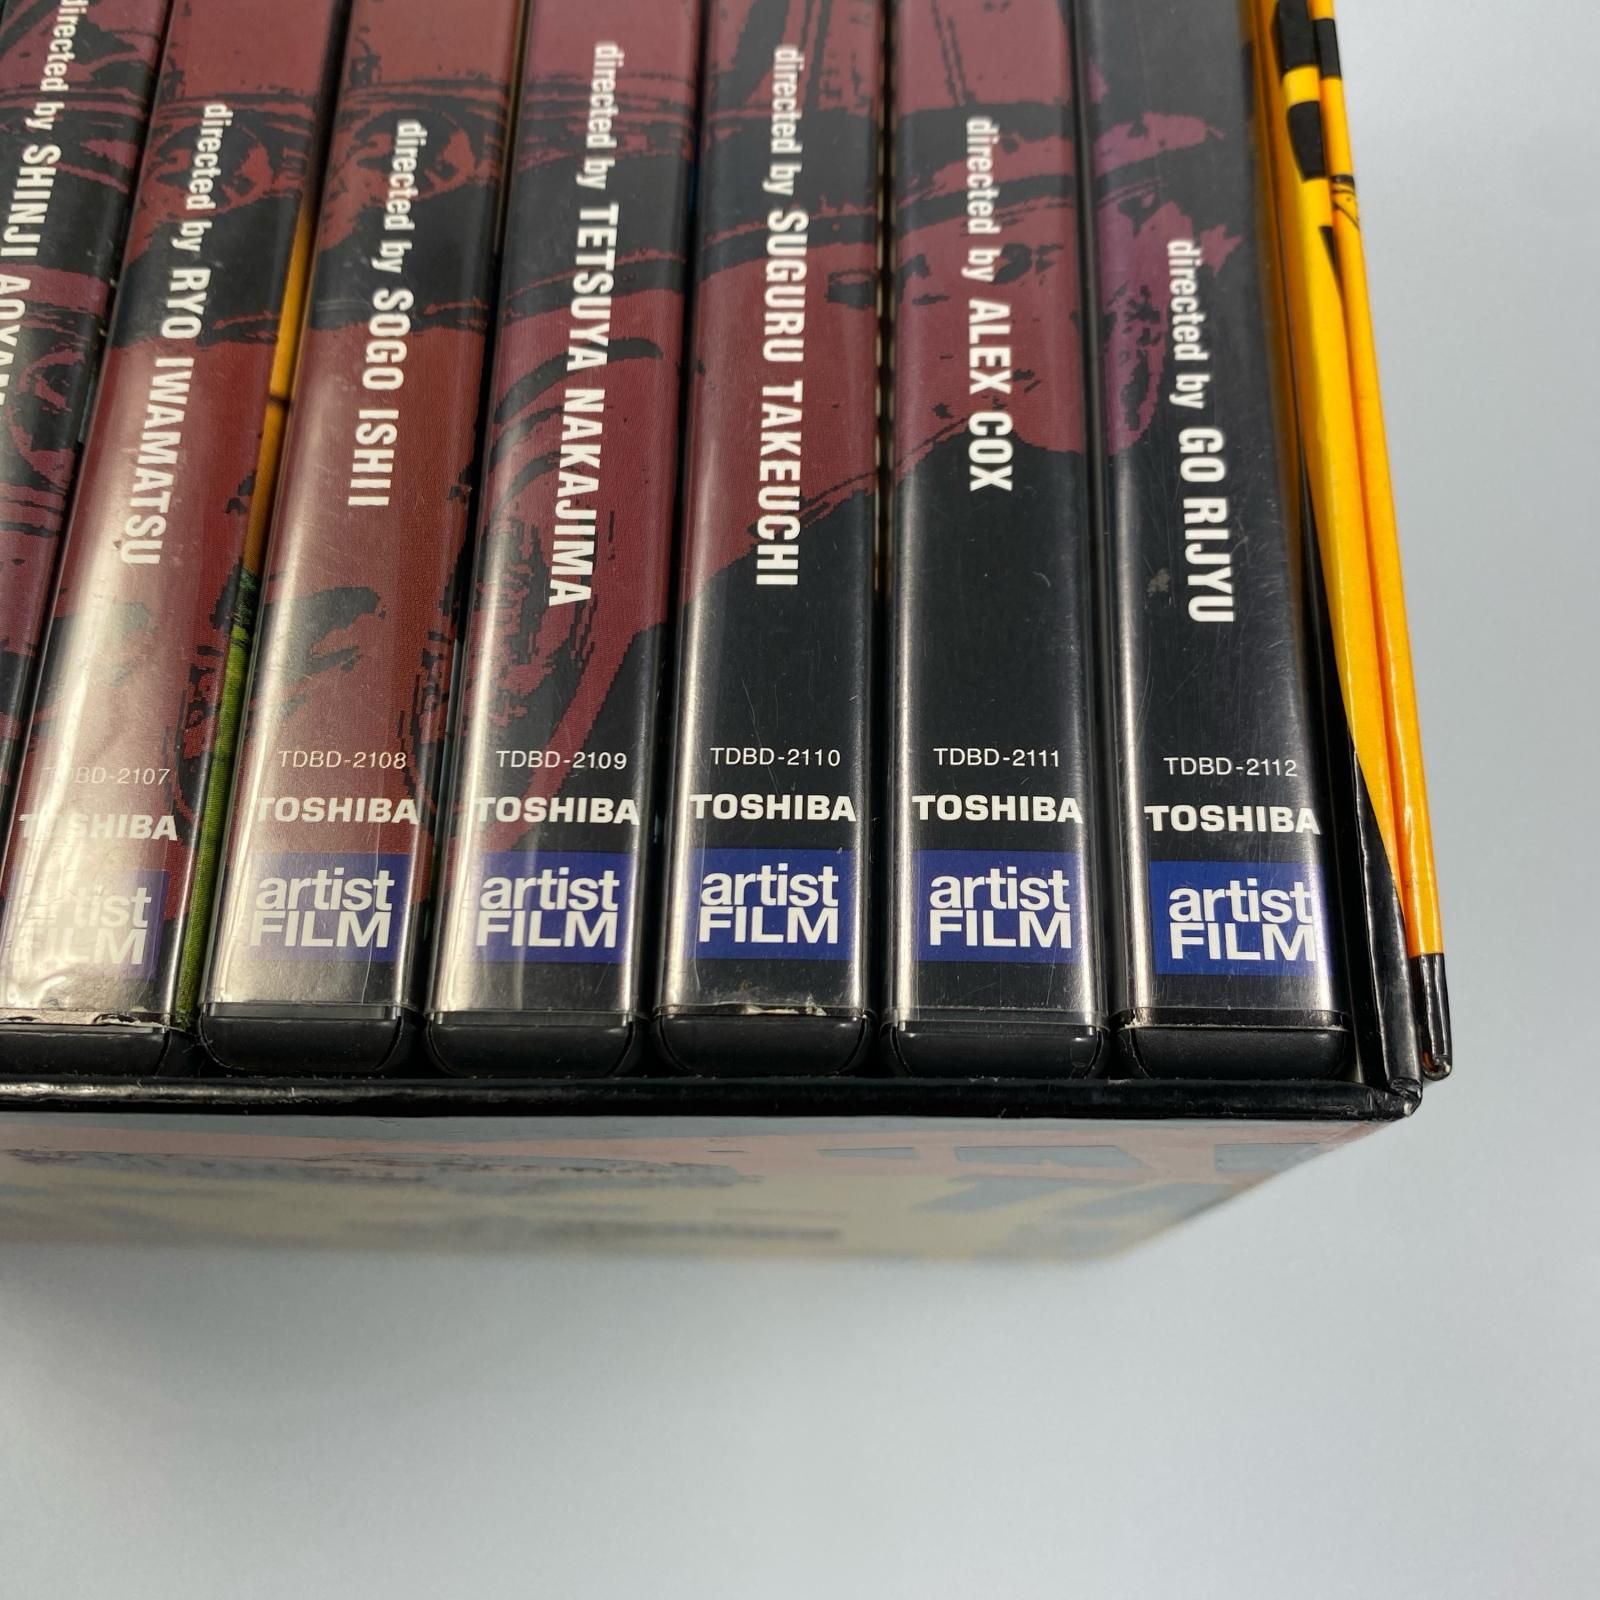 directed by SHINJI
directed by RYO IWAMATSU
TDBD-2107
TOSHIBA
artist
FILM
directed by SOGO ISHII
TDBD-2108
TOSHIBA
artist
FILM
directed by TETSUYA NAKAJIMA
TDBD-2109
TOSHIBA
artist
FILM
directed by SUGURU TAKEUCHI
TDBD-2110
TOSHIBA
artist
FILM
directed by ALEX COX
TDBD-2111
TOSHIBA
artist
FILM
directed by GO RIJYU
TDBD-2112
TOSHIBA
artist
FILM